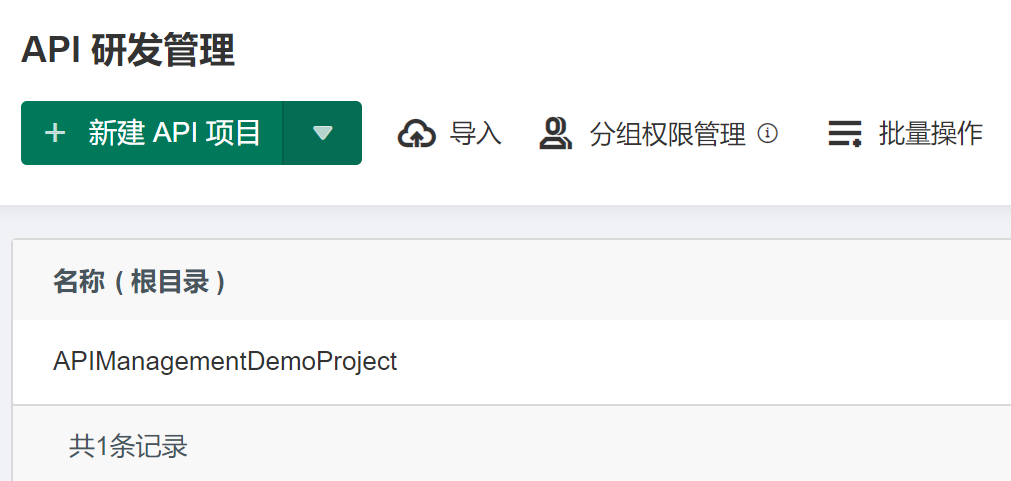 API 研发管理
+ 新建 API 项目 导入 分组权限管理 批量操作
名称 ( 根目录 )
APIManagementDemoProject
共1条记录